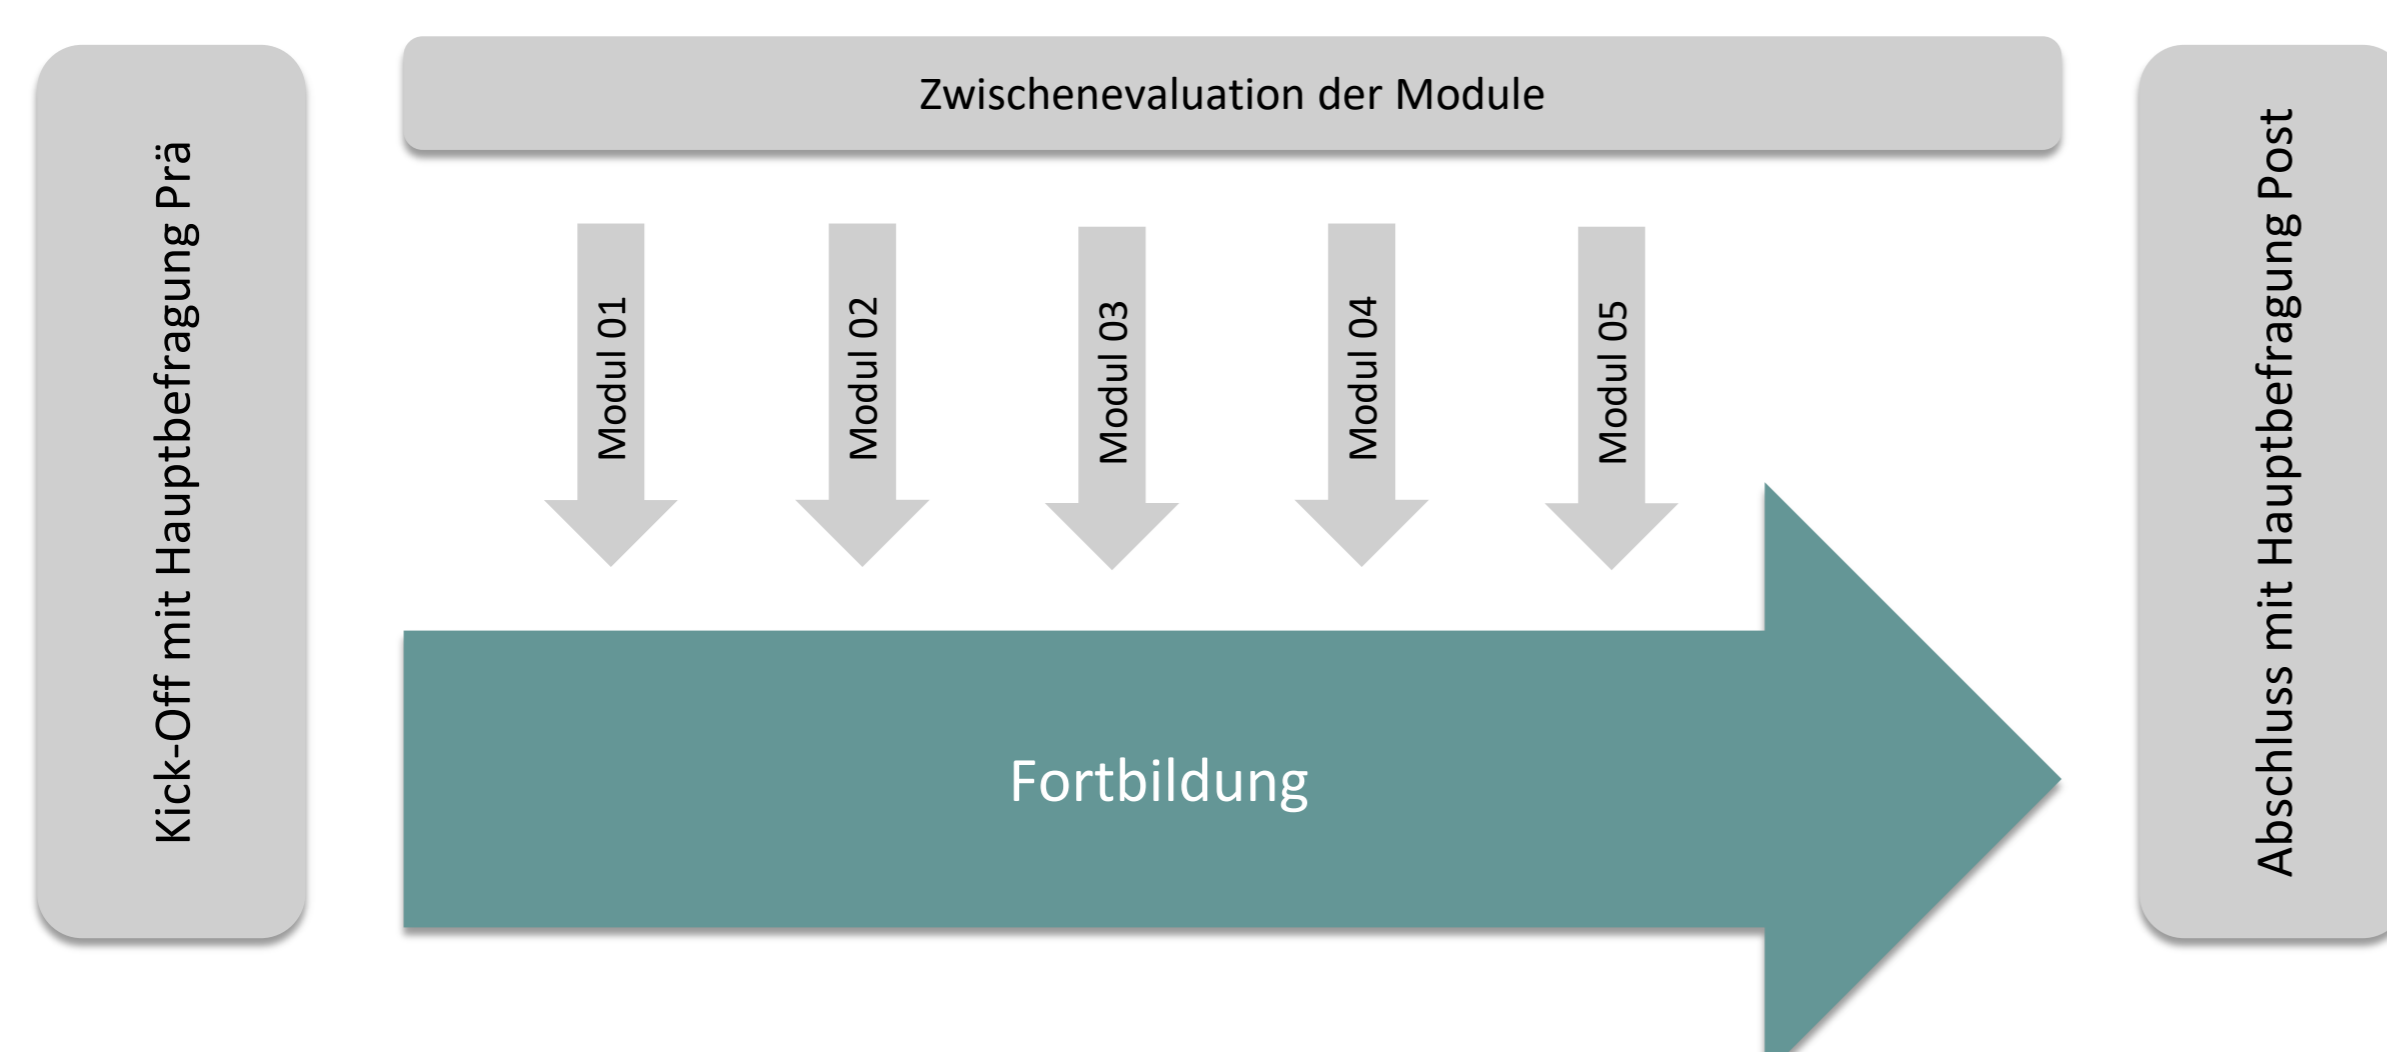 Kick-Off mit Hauptbefragung Prä
Zwischenevaluation der Module
Modul 01
Modul 02
Modul 03
Modul 04
Modul 05
Fortbildung
Abschluss mit Hauptbefragung Post